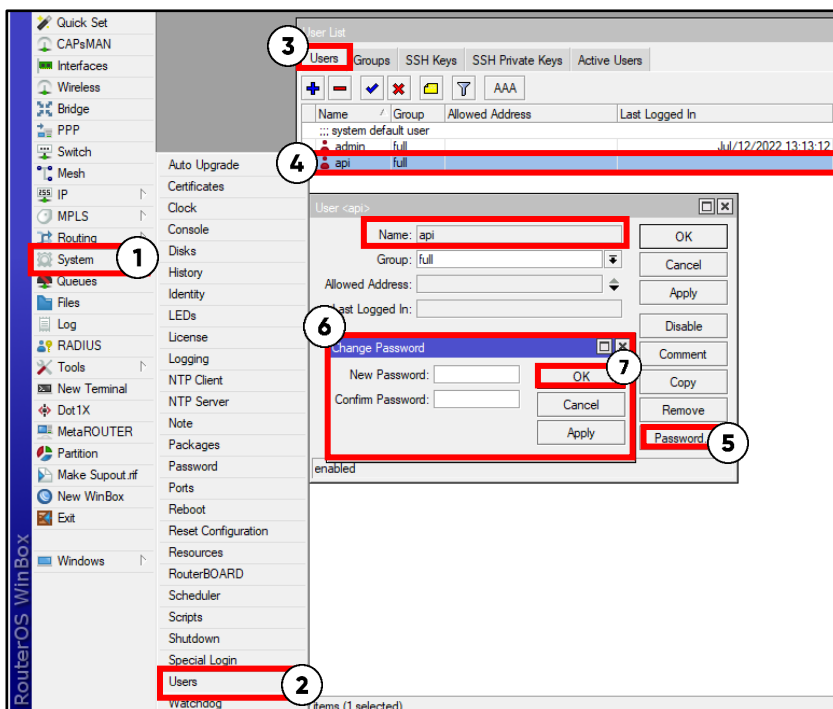 Quick Set
CAPsMAN
Interfaces
Wireless
Bridge
PPP
Switch
Mesh
IP
MPLS
Routing
System
Queues
Files
Log
RADIUS
Tools
New Terminal
Dot1X
MetaROUTER
Partition
Make Supout.rif
New WinBox
Exit
Windows
RouterOS WinBox
1
Auto Upgrade
Certificates
Clock
Console
Disks
History
Identity
LEDs
License
Logging
NTP Client
NTP Server
Note
Packages
Password
Ports
Reboot
Reset Configuration
Resources
RouterBOARD
Scheduler
Scripts
Shutdown
Special Login
Users
Watchdog
2
User List
3
Users Groups SSH Keys SSH Private Keys Active Users
AAA
Name / Group Allowed Address Last Logged In
;;; system default user
admin full Jul/12/2022 13:13:12
4
api full
User <api>
Name: api
Group: full
Allowed Address:
Last Logged In:
OK
Cancel
Apply
Disable
Comment
Copy
Remove
Password
5
6
Change Password
New Password:
Confirm Password:
OK
7
Cancel
Apply
enabled
items (1 selected)